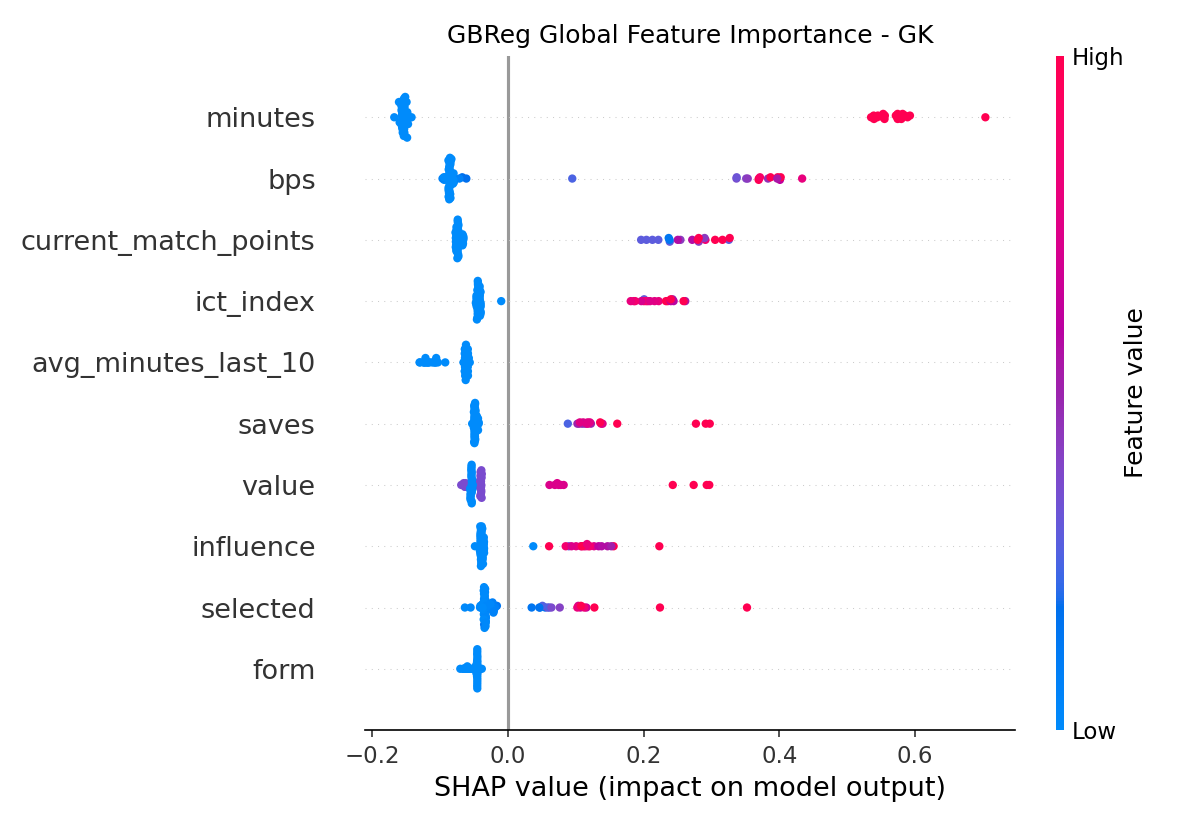 GBReg Global Feature Importance - GK
High
minutes
bps
current_match_points
ict_index
avg_minutes_last_10
saves
value
influence
selected
form
Feature value
Low
−0.2 0.0 0.2 0.4 0.6
SHAP value (impact on model output)